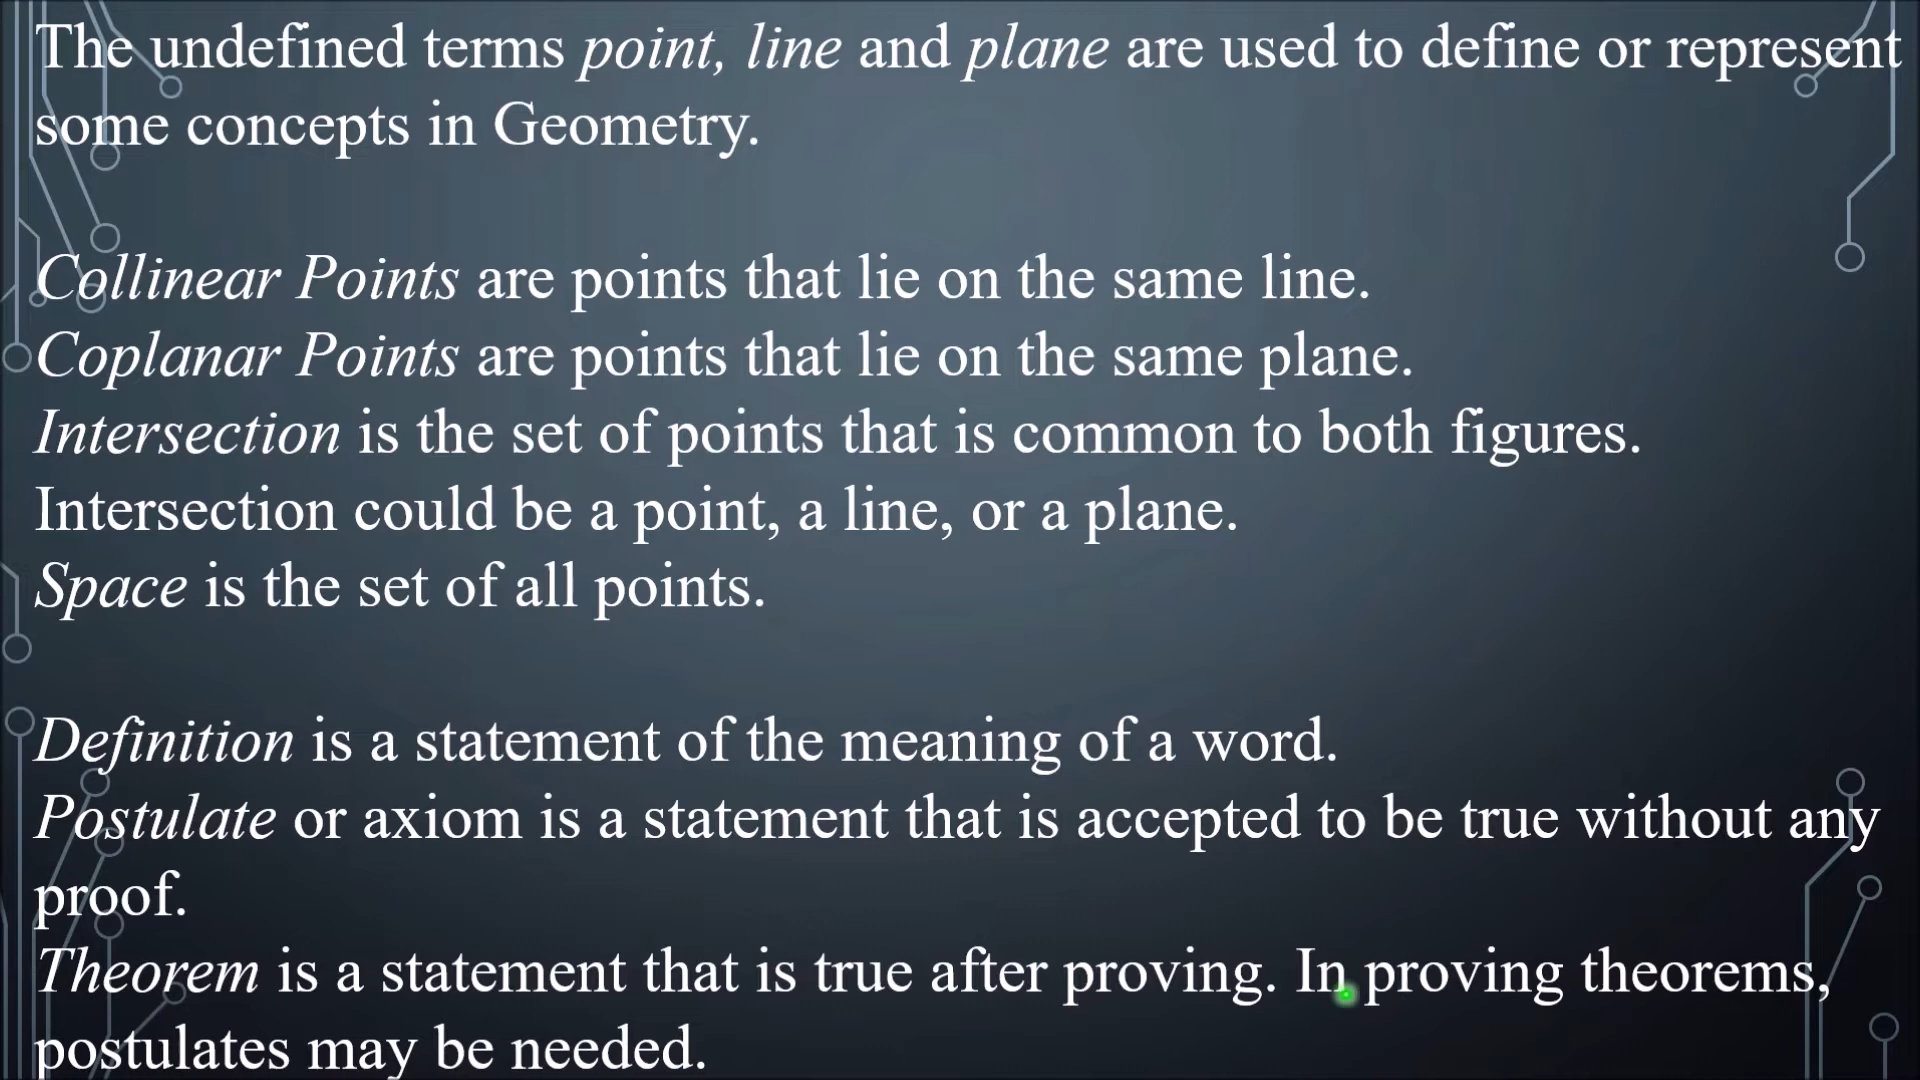 The undefined terms point, line and plane are used to define or represent
some concepts in Geometry.
Collinear Points are points that lie on the same line.
Coplanar Points are points that lie on the same plane.
Intersection is the set of points that is common to both figures.
Intersection could be a point, a line, or a plane.
Space is the set of all points.
Definition is a statement of the meaning of a word.
Postulate or axiom is a statement that is accepted to be true without any
proof.
Theorem is a statement that is true after proving. In proving theorems,
postulates may be needed.